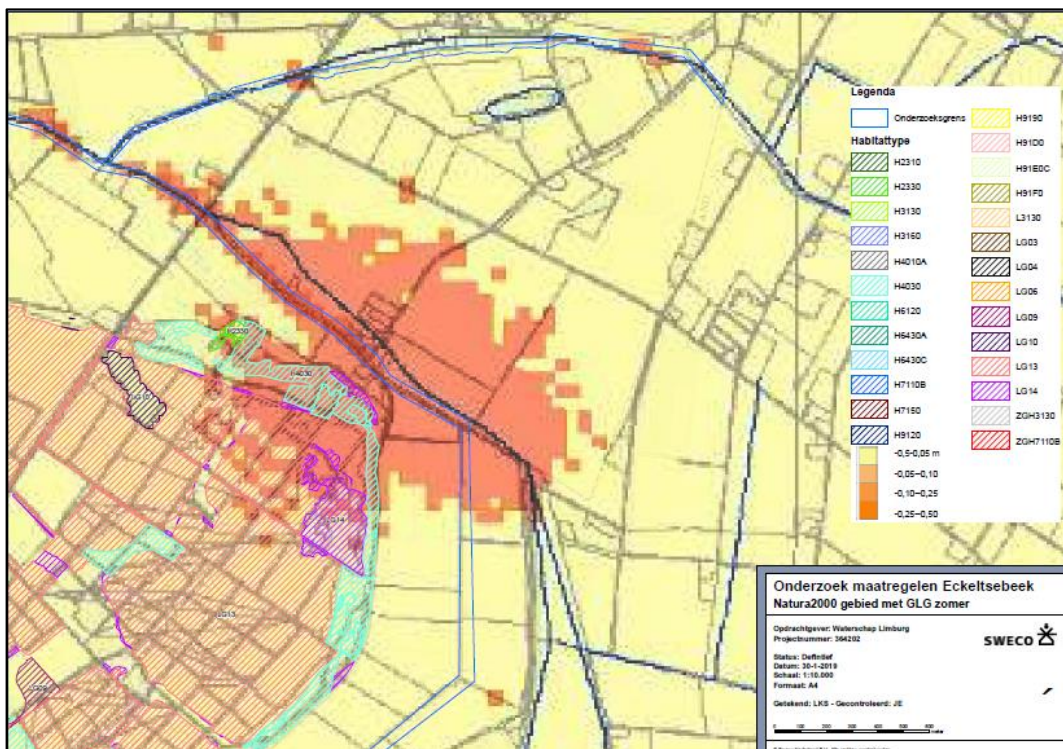 Legenda
Onderzoeksgrens
Habitattype
H2310
H2330
H3130
H3160
H4010A
H4030
H6120
H6430A
H6430C
H7110B
H7150
H9120
-0,5-0,05 m
-0,05--0,10
-0,10--0,25
-0,25--0,50
H9190
H91D0
H91E0C
H91F0
L3130
LG03
LG04
LG05
LG09
LG10
LG13
LG14
ZGH3130
ZGH7110B
H2330
H4030
LG14
LG13
Onderzoek maatregelen Eckeltsebeek
Natura2000 gebied met GLG zomer
Opdrachtgever: Waterschap Limburg
Projectnummer: 364202
SWECO
Status: Definitief
Datum: 30-1-2019
Schaal: 1:10.000
Formaat: A4
Getekend: LKS - Gecontroleerd: JE